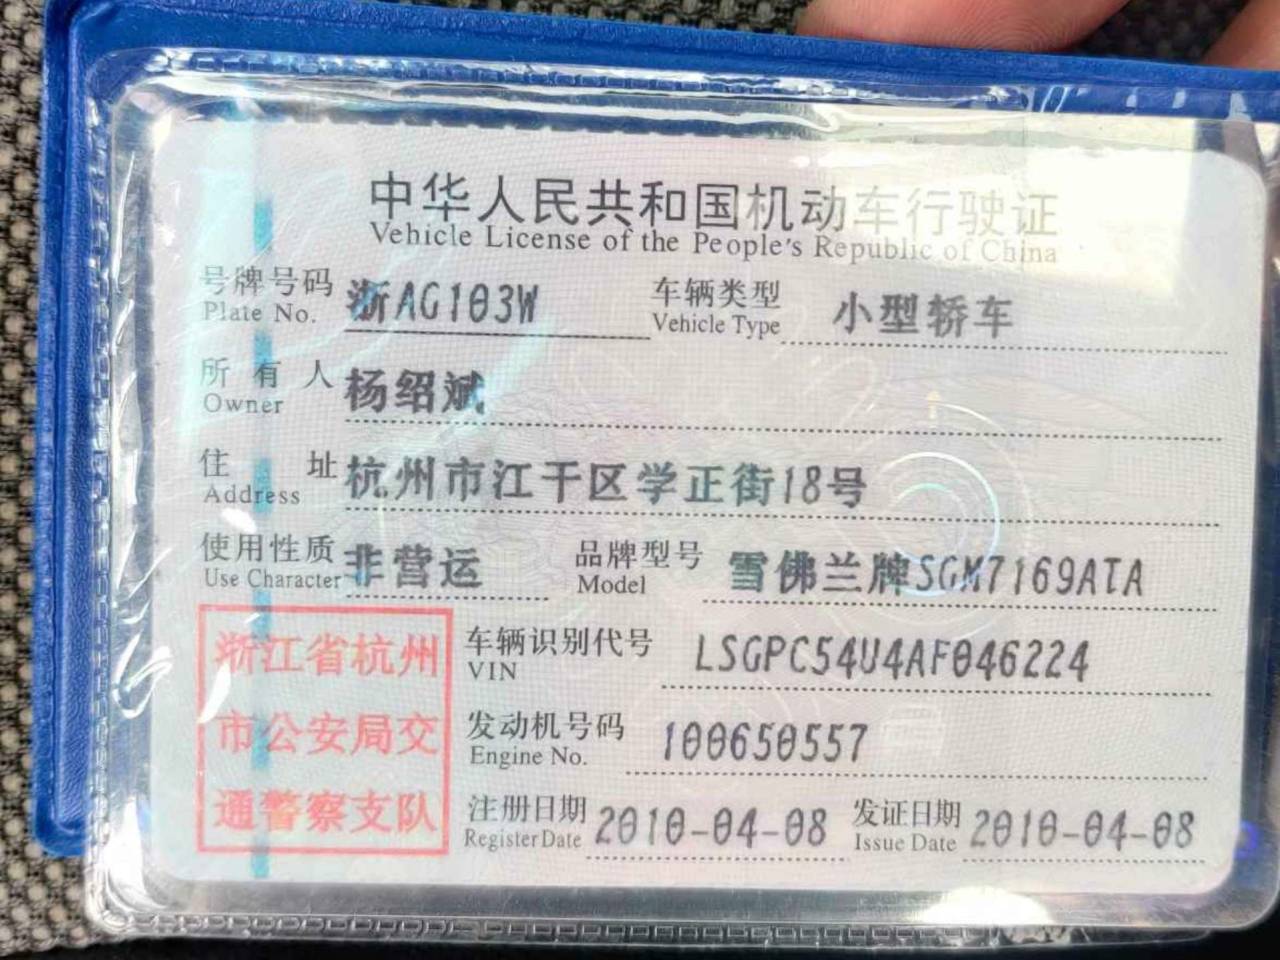 中华人民共和国机动车行驶证
Vehicle License of the People's Republic of China
号牌号码 浙AG103W 车辆类型 小型轿车
Plate No. Vehicle Type
所有人 杨绍斌
Owner
住址 杭州市江干区学正街18号
Address
使用性质 非营运 品牌型号 雪佛兰牌SGM7169ATA
Use Character Model
浙江省杭州
市公安局交
通警察支队
车辆识别代号 LSGPC54U4AF046224
VIN
发动机号码 100650557
Engine No.
注册日期 2010-04-08 发证日期 2010-04-08
Register Date Issue Date